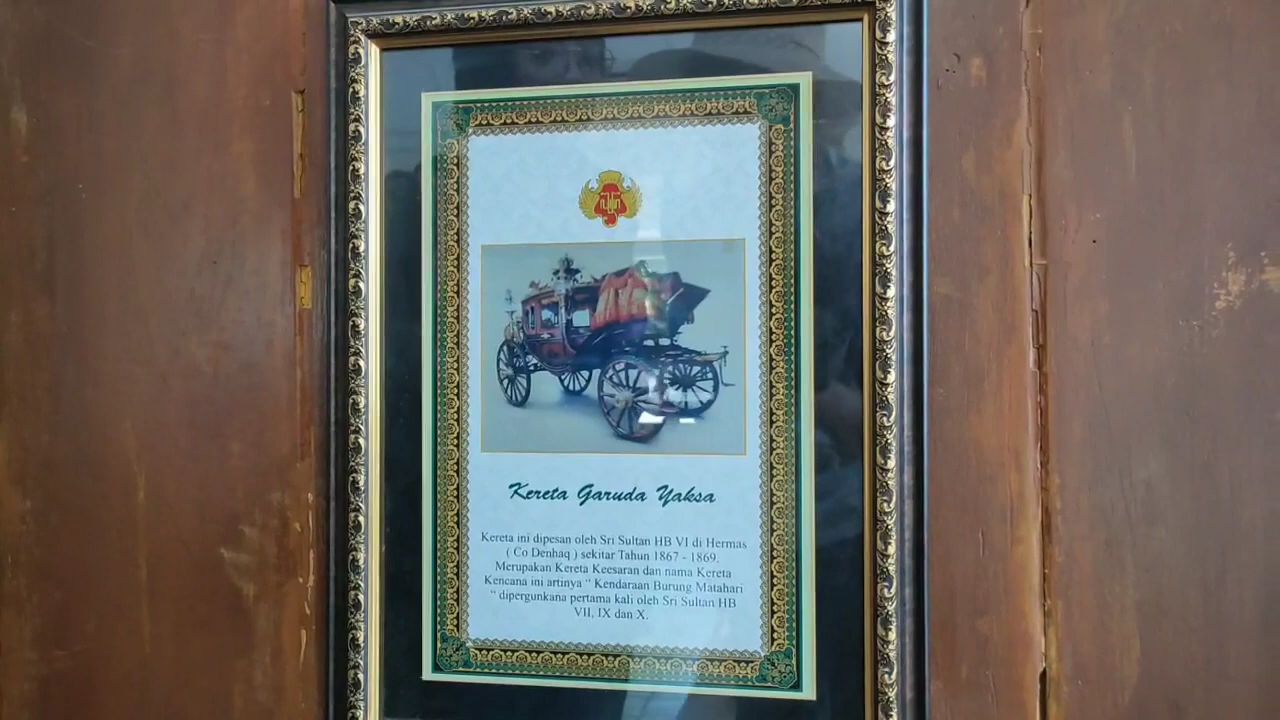 Kereta Garuda Yaksa
Kereta ini dipesan oleh Sri Sultan HB VI di Hermas
( Co Denhaq ) sekitar Tahun 1867 - 1869.
Merupakan Kereta Keesaran dan nama Kereta
Kencana ini artinya “ Kendaraan Burung Matahari
“ dipergunkana pertama kali oleh Sri Sultan HB
VII, IX dan X.